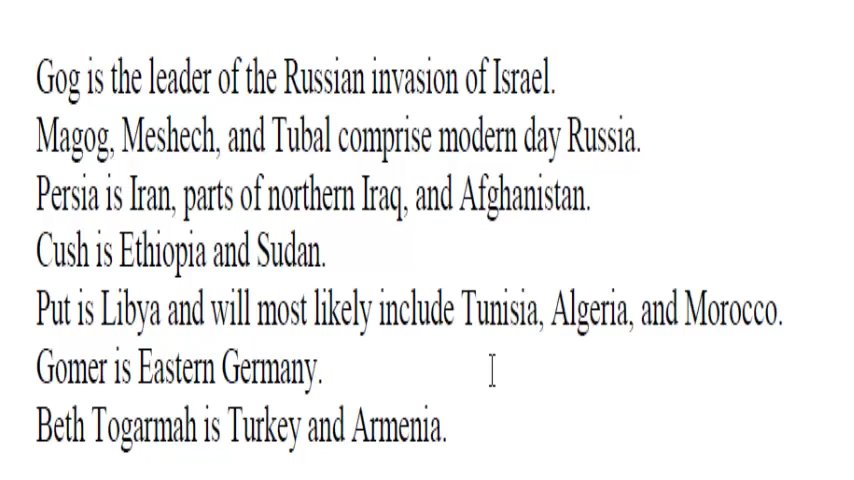 Gog is the leader of the Russian invasion of Israel.
Magog, Meshech, and Tubal comprise modern day Russia.
Persia is Iran, parts of northern Iraq, and Afghanistan.
Cush is Ethiopia and Sudan.
Put is Libya and will most likely include Tunisia, Algeria, and Morocco.
Gomer is Eastern Germany.
Beth Togarmah is Turkey and Armenia.